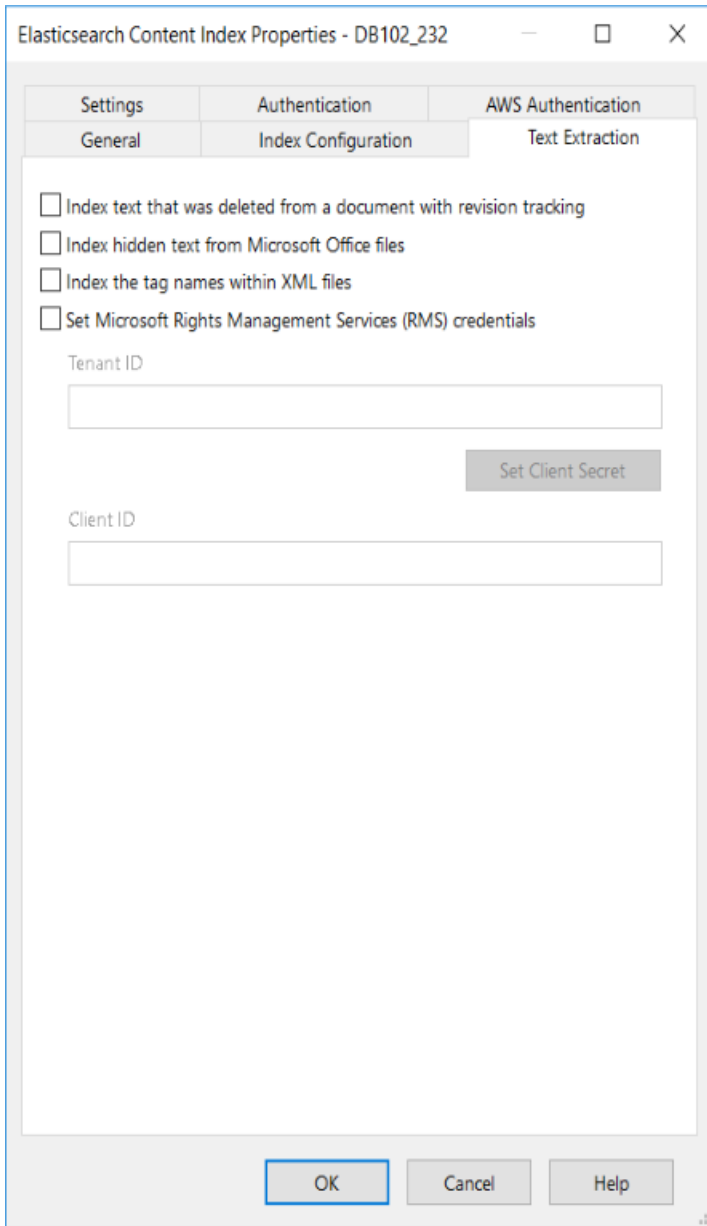 Elasticsearch Content Index Properties - DB102_232
Settings Authentication AWS Authentication
General Index Configuration Text Extraction
Index text that was deleted from a document with revision tracking
Index hidden text from Microsoft Office files
Index the tag names within XML files
Set Microsoft Rights Management Services (RMS) credentials
Tenant ID
Set Client Secret
Client ID
OK Cancel Help